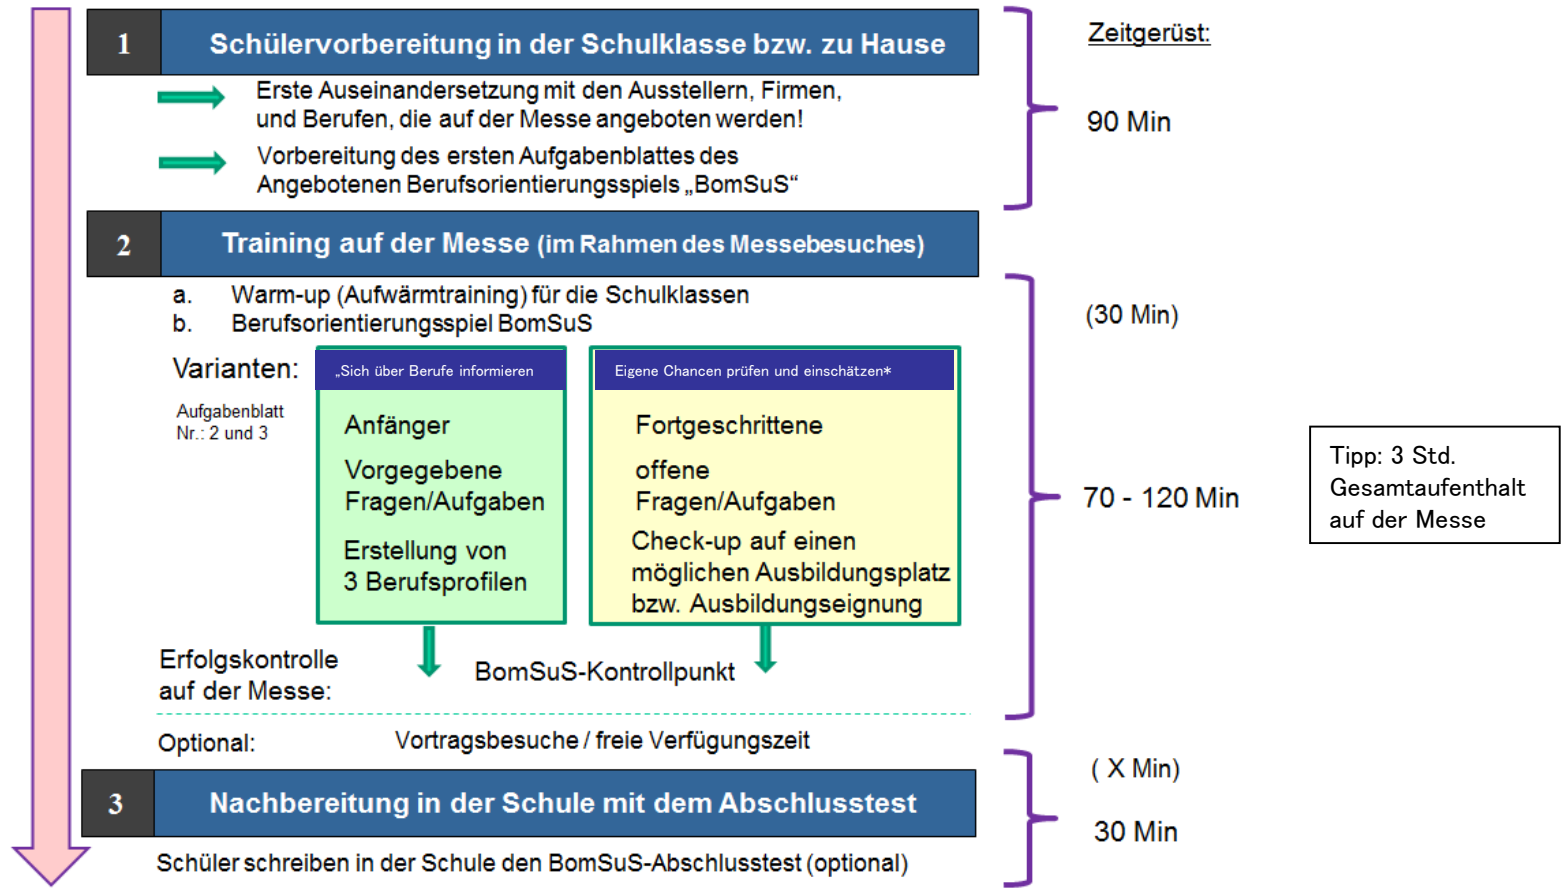 1 Schülervorbereitung in der Schulklasse bzw. zu Hause
Zeitgerüst:
Erste Auseinandersetzung mit den Ausstellern, Firmen,
und Berufen, die auf der Messe angeboten werden!
90 Min
Vorbereitung des ersten Aufgabenblattes des
Angebotenen Berufsorientierungsspiels „BomSuS“
2 Training auf der Messe (im Rahmen des Messebesuches)
a. Warm-up (Aufwärmtraining) für die Schulklassen
(30 Min)
b. Berufsorientierungsspiel BomSuS
Varianten:
Aufgabenblatt
Nr.: 2 und 3
„Sich über Berufe informieren
Anfänger
Vorgegebene
Fragen/Aufgaben
Erstellung von
3 Berufsprofilen
Eigene Chancen prüfen und einschätzen*
Fortgeschrittene
offene
Fragen/Aufgaben
Check-up auf einen
möglichen Ausbildungsplatz
bzw. Ausbildungseignung
70 - 120 Min
Tipp: 3 Std.
Gesamtaufenthalt
auf der Messe
Erfolgskontrolle
auf der Messe:
BomSuS-Kontrollpunkt
Optional: Vortragsbesuche / freie Verfügungszeit
( X Min)
3 Nachbereitung in der Schule mit dem Abschlusstest
30 Min
Schüler schreiben in der Schule den BomSuS-Abschlusstest (optional)